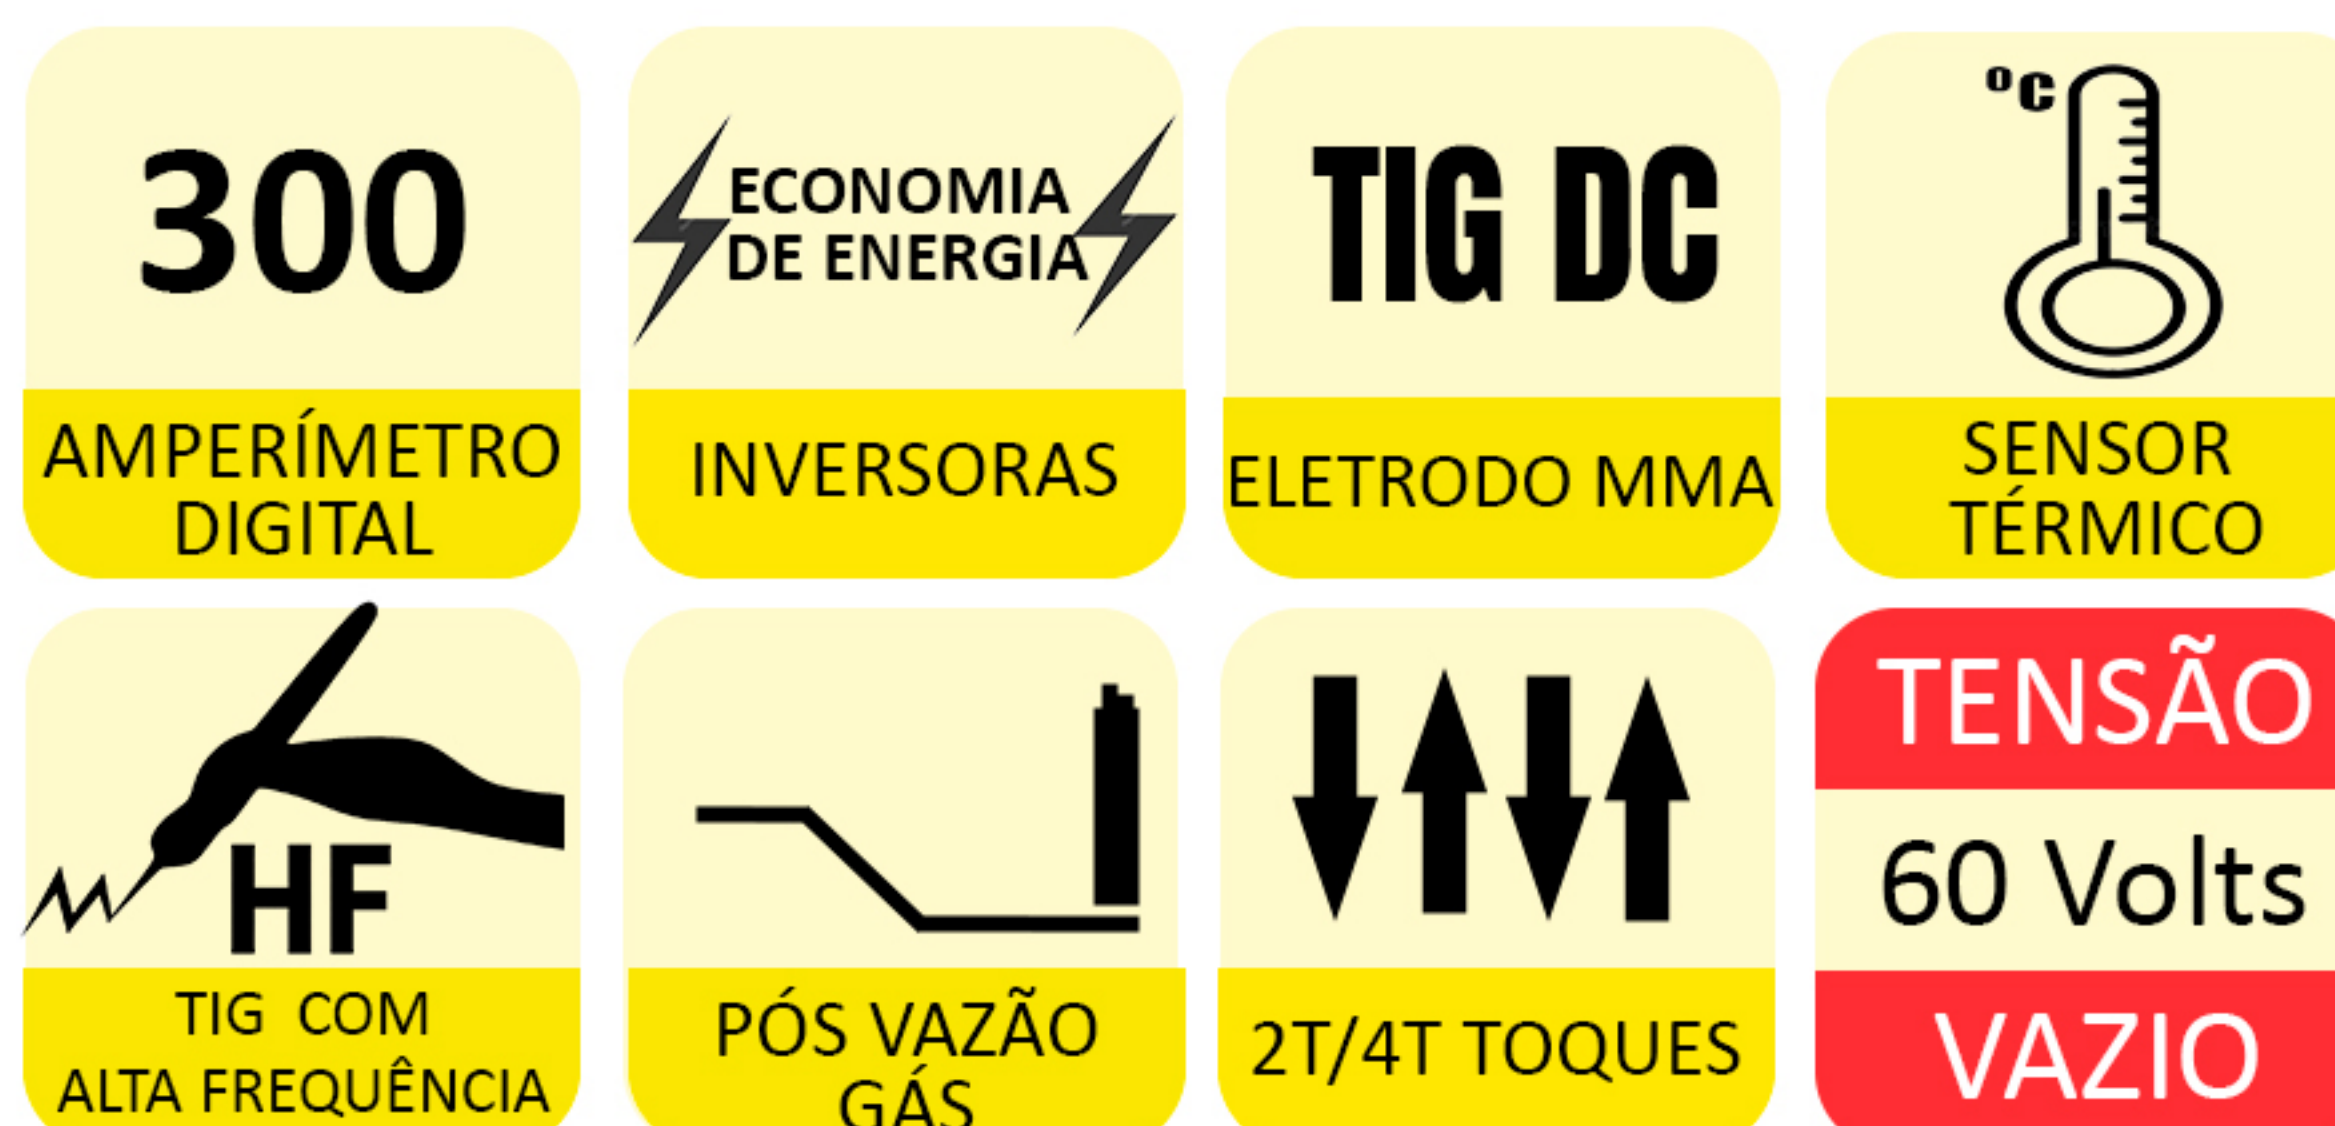 300
AMPERÍMETRO
DIGITAL
ECONOMIA
DE ENERGIA
INVERSORAS
TIG DC
ELETRODO MMA
ºC
SENSOR
TÉRMICO
HF
TIG COM
ALTA FREQUÊNCIA
PÓS VAZÃO
GÁS
2T/4T TOQUES
TENSÃO
60 Volts
VAZIO